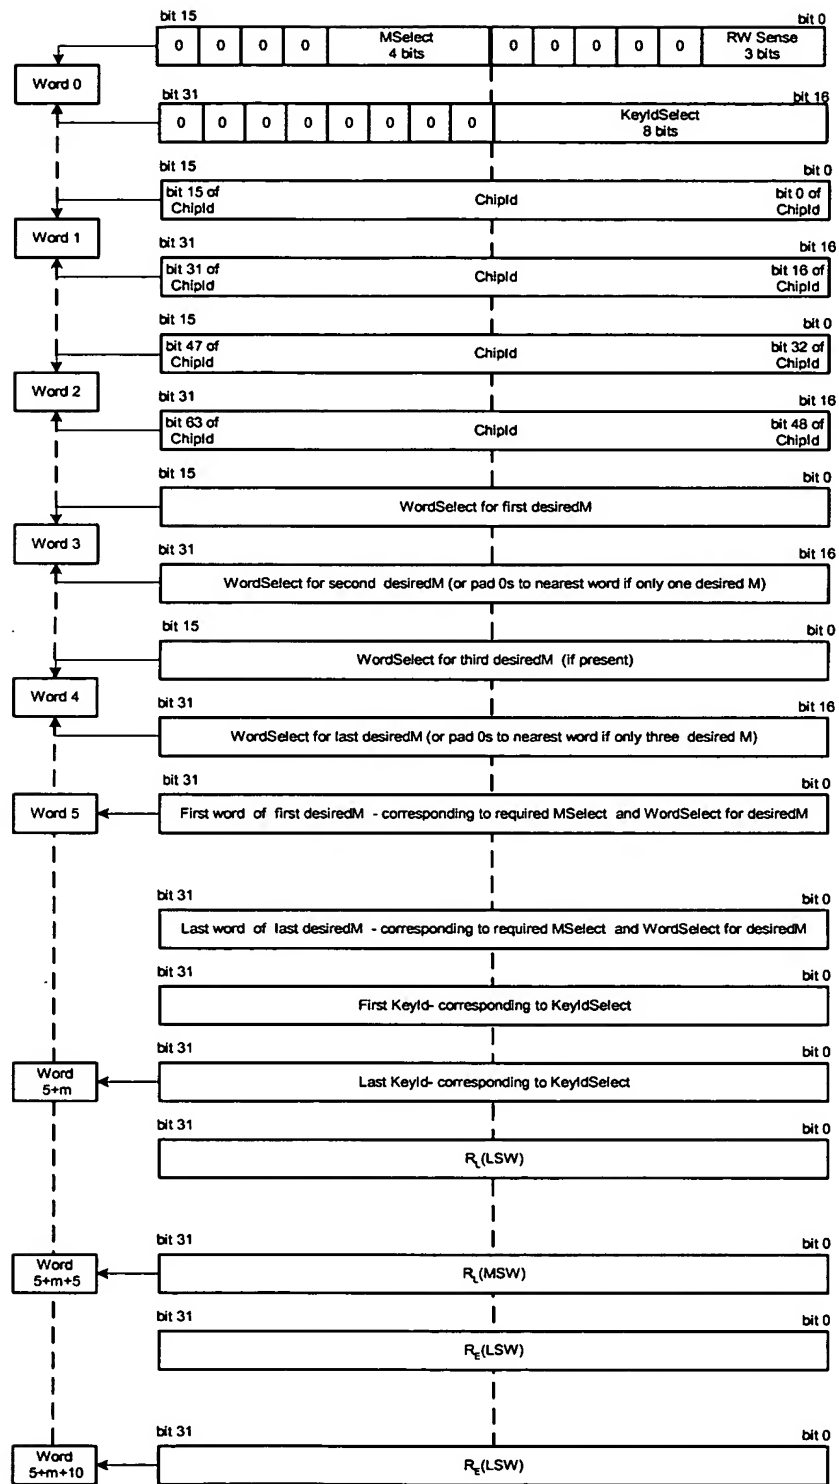 bit 15 bit 0
0 0 0 0 MSelect 4 bits 0 0 0 0 0 RW Sense 3 bits
Word 0
bit 31 bit 16
0 0 0 0 0 0 0 0 KeyIdSelect 8 bits
bit 15 bit 0
bit 15 of ChipId ChipId bit 0 of ChipId
Word 1
bit 31 bit 16
bit 31 of ChipId ChipId bit 16 of ChipId
bit 15 bit 0
bit 47 of ChipId ChipId bit 32 of ChipId
Word 2
bit 31 bit 16
bit 63 of ChipId ChipId bit 48 of ChipId
bit 15 bit 0
WordSelect for first desiredM
Word 3
bit 31 bit 16
WordSelect for second desiredM (or pad 0s to nearest word if only one desired M)
bit 15 bit 0
WordSelect for third desiredM (if present)
Word 4
bit 31 bit 16
WordSelect for last desiredM (or pad 0s to nearest word if only three desired M)
bit 31 bit 0
Word 5 First word of first desiredM - corresponding to required MSelect and WordSelect for desiredM
bit 31 bit 0
Last word of last desiredM - corresponding to required MSelect and WordSelect for desiredM
bit 31 bit 0
First KeyId- corresponding to KeyIdSelect
bit 31 bit 0
Word 5+m Last KeyId- corresponding to KeyIdSelect
bit 31 bit 0
RL(LSW)
bit 31 bit 0
Word 5+m+5 RL(MSW)
bit 31 bit 0
RE(LSW)
bit 31 bit 0
Word 5+m+10 RE(LSW)